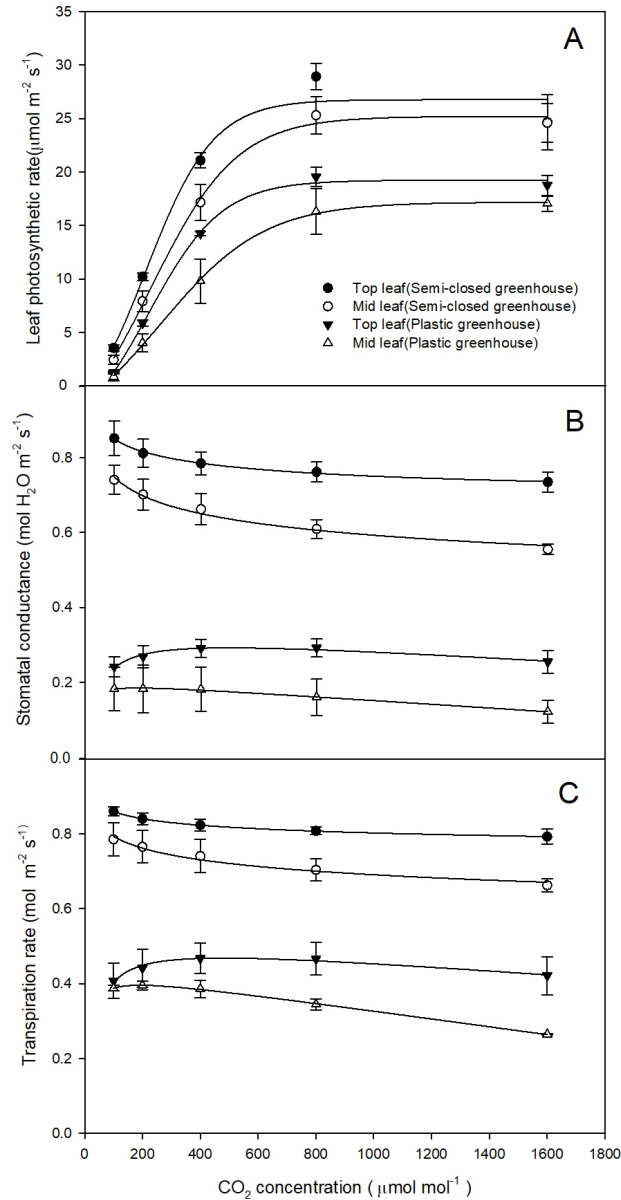 A
Leaf photosynthetic rate(μmol m⁻² s⁻¹)
35
30
25
20
15
10
5
0
Top leaf(Semi-closed greenhouse)
Mid leaf(Semi-closed greenhouse)
Top leaf(Plastic greenhouse)
Mid leaf(Plastic greenhouse)
B
Stomatal conductance (mol H₂O m⁻² s⁻¹)
0.8
0.6
0.4
0.2
0.0
C
Transpiration rate (mol m⁻² s⁻¹)
0.8
0.6
0.4
0.2
0.0
0 200 400 600 800 1000 1200 1400 1600 1800
CO₂ concentration ( μmol mol⁻¹ )